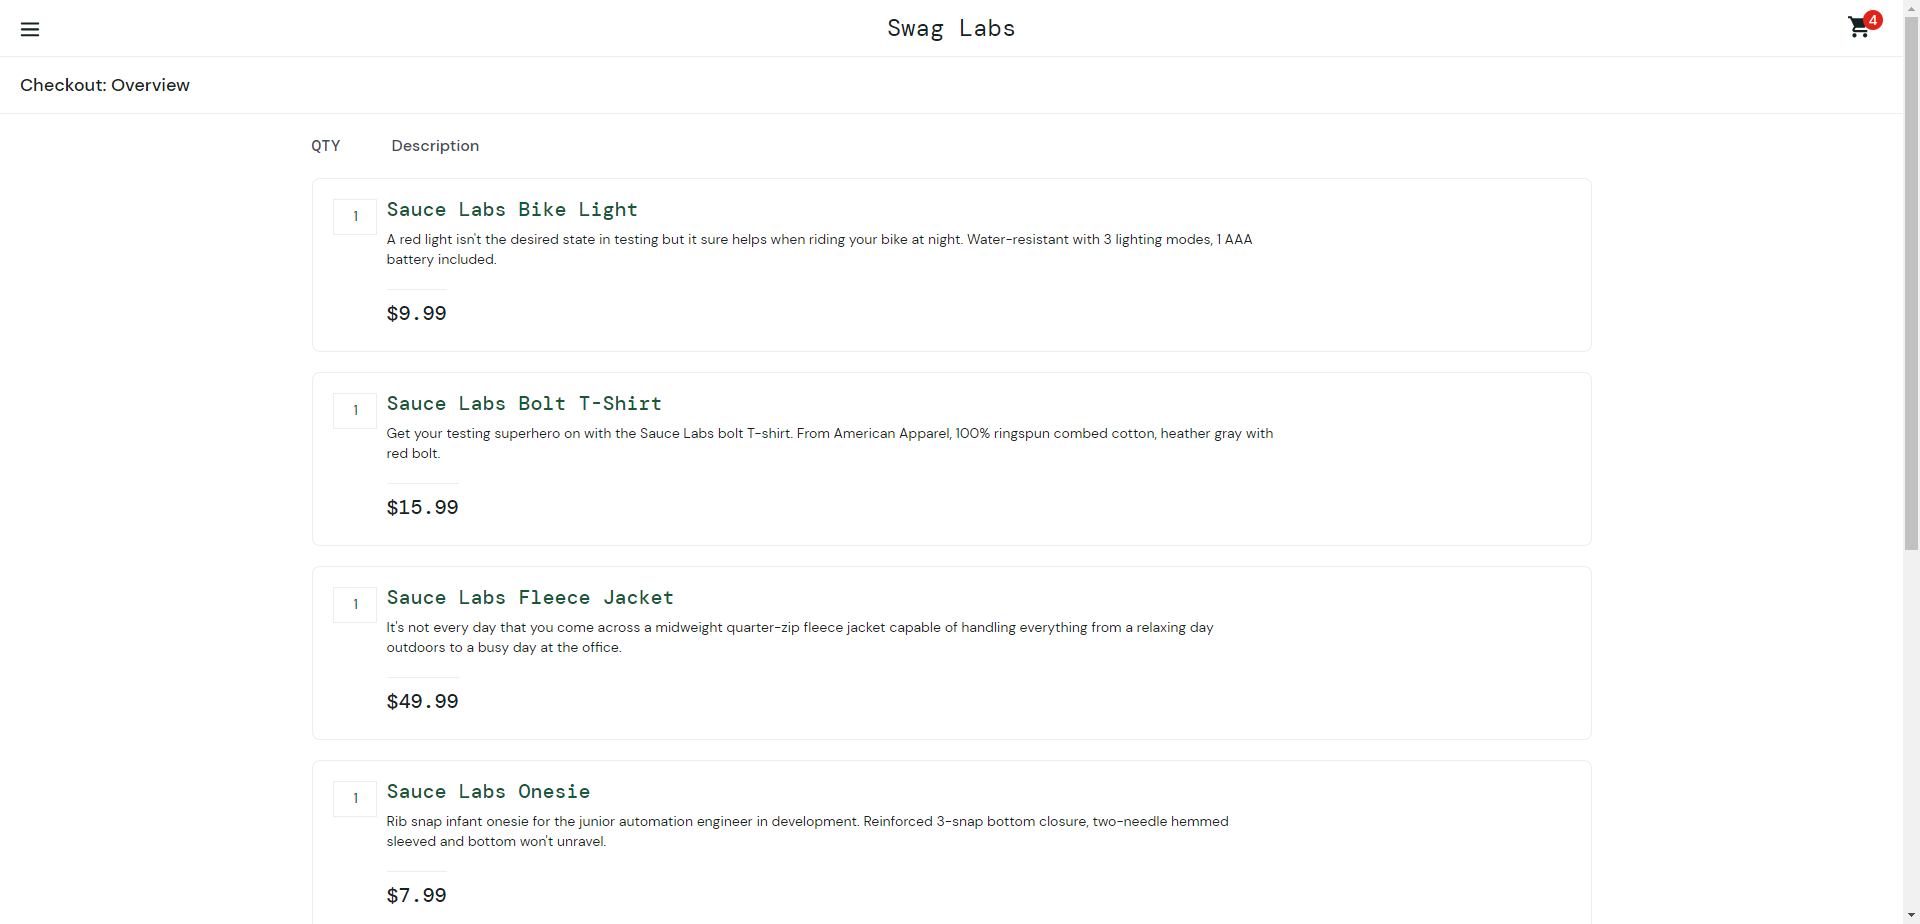 Swag Labs
4
Checkout: Overview
QTY Description
1
Sauce Labs Bike Light
A red light isn't the desired state in testing but it sure helps when riding your bike at night. Water-resistant with 3 lighting modes, 1 AAA
battery included.
$9.99
1
Sauce Labs Bolt T-Shirt
Get your testing superhero on with the Sauce Labs bolt T-shirt. From American Apparel, 100% ringspun combed cotton, heather gray with
red bolt.
$15.99
1
Sauce Labs Fleece Jacket
It's not every day that you come across a midweight quarter-zip fleece jacket capable of handling everything from a relaxing day
outdoors to a busy day at the office.
$49.99
1
Sauce Labs Onesie
Rib snap infant onesie for the junior automation engineer in development. Reinforced 3-snap bottom closure, two-needle hemmed
sleeved and bottom won't unravel.
$7.99